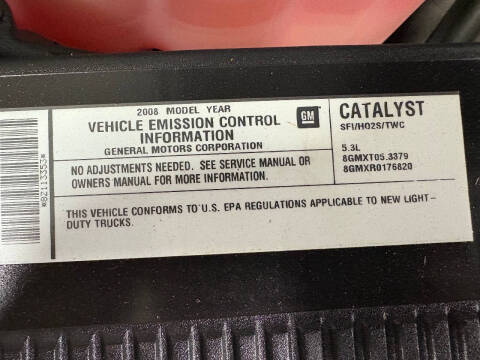 2008 MODEL YEAR
VEHICLE EMISSION CONTROL
INFORMATION
GENERAL MOTORS CORPORATION
GM
CATALYST
SFI/HO2S/TWC
5.3L
8GMXT05.3379
8GMXR0176820
NO ADJUSTMENTS NEEDED. SEE SERVICE MANUAL OR
OWNERS MANUAL FOR MORE INFORMATION.
THIS VEHICLE CONFORMS TO U.S. EPA REGULATIONS APPLICABLE TO NEW LIGHT-
DUTY TRUCKS.
*82113353*